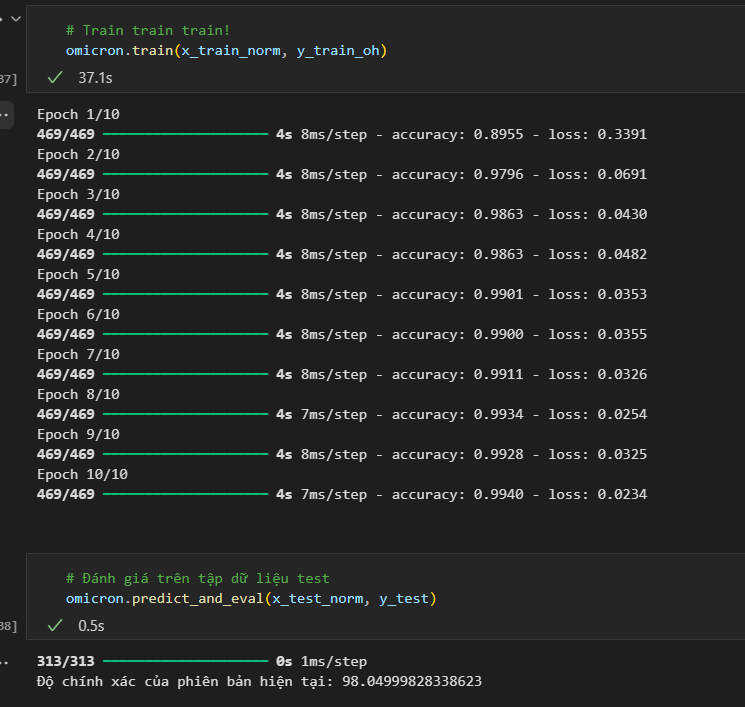 # Train train train!
omicron.train(x_train_norm, y_train_oh)
37]
37.1s
Epoch 1/10
469/469 4s 8ms/step - accuracy: 0.8955 - loss: 0.3391
Epoch 2/10
469/469 4s 8ms/step - accuracy: 0.9796 - loss: 0.0691
Epoch 3/10
469/469 4s 8ms/step - accuracy: 0.9863 - loss: 0.0430
Epoch 4/10
469/469 4s 8ms/step - accuracy: 0.9863 - loss: 0.0482
Epoch 5/10
469/469 4s 8ms/step - accuracy: 0.9901 - loss: 0.0353
Epoch 6/10
469/469 4s 8ms/step - accuracy: 0.9900 - loss: 0.0355
Epoch 7/10
469/469 4s 8ms/step - accuracy: 0.9911 - loss: 0.0326
Epoch 8/10
469/469 4s 7ms/step - accuracy: 0.9934 - loss: 0.0254
Epoch 9/10
469/469 4s 8ms/step - accuracy: 0.9928 - loss: 0.0325
Epoch 10/10
469/469 4s 7ms/step - accuracy: 0.9940 - loss: 0.0234
# Đánh giá trên tập dữ liệu test
omicron.predict_and_eval(x_test_norm, y_test)
38]
0.5s
313/313 0s 1ms/step
Độ chính xác của phiên bản hiện tại: 98.04999828338623